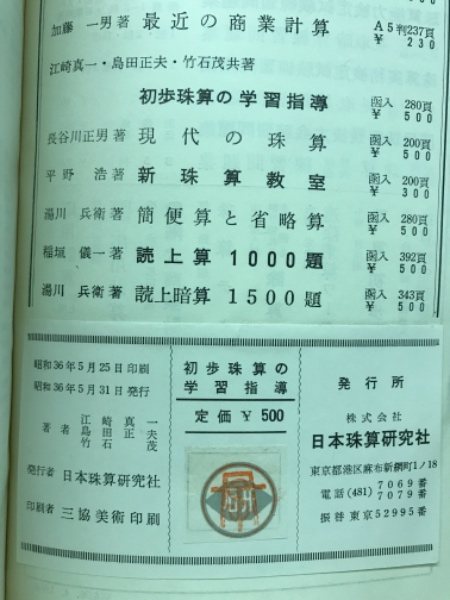 加藤 一男著 最近の商業計算 A5判237頁 ¥ 230
江崎真一・島田正夫・竹石茂共著
初歩珠算の学習指導 函入 280頁 ¥ 500
長谷川正男著 現代の珠算 函入 200頁 ¥ 500
平野 浩著 新珠算教室 函入 200頁 ¥ 300
湯川 兵衛著 簡便算と省略算 函入 280頁 ¥ 500
稲垣 儀一著 読上算1000題 函入 392頁 ¥ 500
湯川 兵衛著 読上暗算1500題 函入 343頁 ¥ 500
昭和36年5月25日 印刷
昭和36年5月31日 発行
著者 江崎真一
島田正夫
竹石茂
発行者 日本珠算研究社
印刷者 三協美術印刷
初歩珠算の
学習指導
定価 ¥ 500
発行所
株式会社
日本珠算研究社
東京都港区麻布新網町1/18
電話(481) 7069番
7079番
振替東京52995番